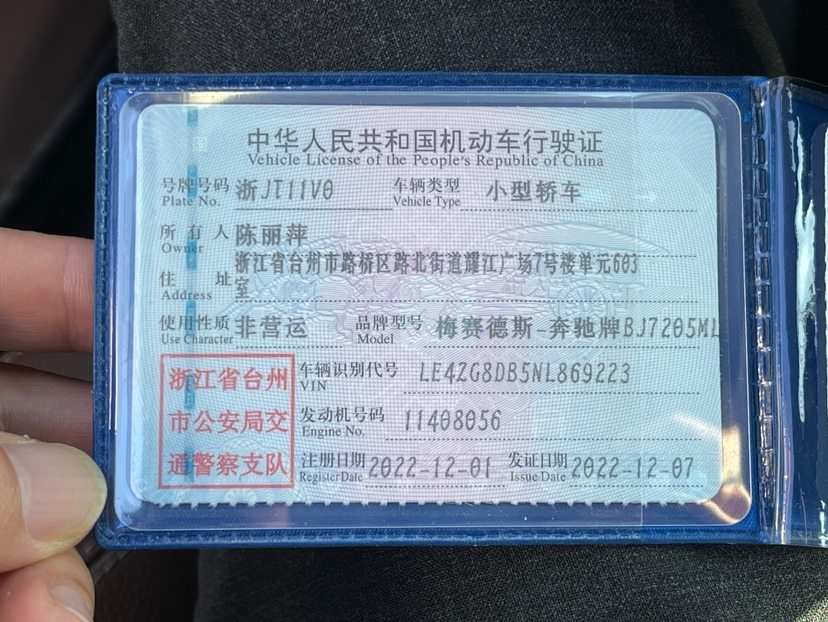 中华人民共和国机动车行驶证
Vehicle License of the People's Republic of China
号牌号码 浙JT11V0 车辆类型 小型轿车
Plate No. Vehicle Type
所有人 陈丽萍
Owner
浙江省台州市路桥区路北街道耀江广场7号楼单元603
住址 室
Address
使用性质 非营运 品牌型号 梅赛德斯-奔驰牌BJ7205ML
Use Character Model
浙江省台州 车辆识别代号 LE4ZG8DB5NL869223
VIN
市公安局交 发动机号码 11408056
Engine No.
通警察支队 注册日期 2022-12-01 发证日期 2022-12-07
Register Date Issue Date